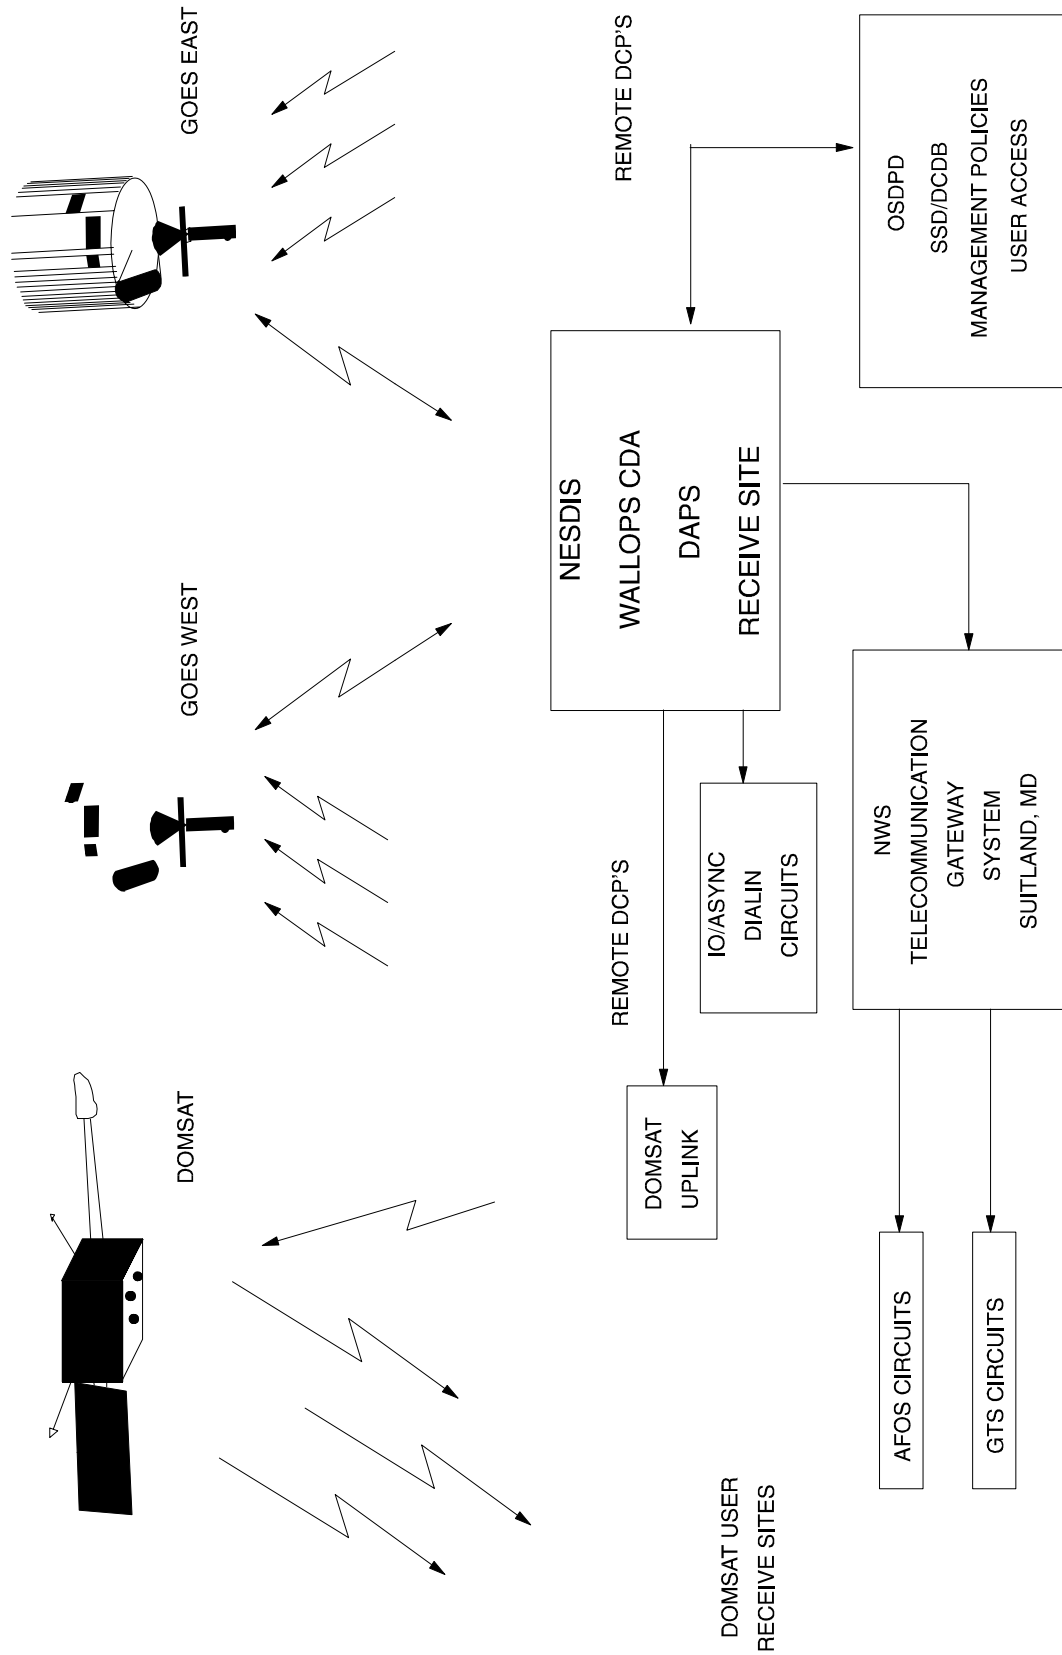 DOMSAT
GOES WEST
GOES EAST
REMOTE DCP'S
REMOTE DCP'S
NESDIS
WALLOPS CDA
DAPS
RECEIVE SITE
DOMSAT
UPLINK
IO/ASYNC
DIALIN
CIRCUITS
DOMSAT USER
RECEIVE SITES
OSDPD
SSD/DCDB
MANAGEMENT POLICIES
USER ACCESS
NWS
TELECOMMUNICATION
GATEWAY
SYSTEM
SUITLAND, MD
AFOS CIRCUITS
GTS CIRCUITS